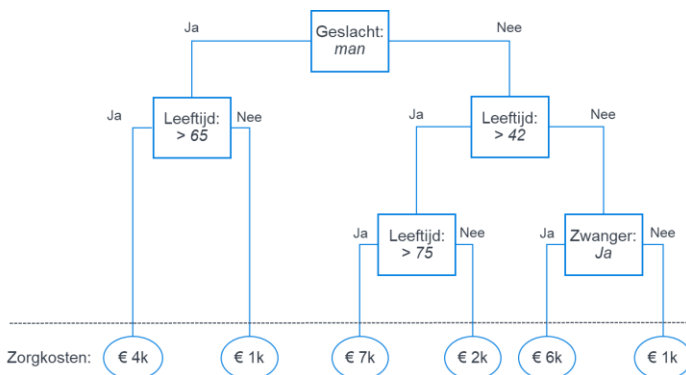 Geslacht:
man
Ja
Nee
Leeftijd:
> 65
Ja
Nee
Leeftijd:
> 42
Ja
Nee
Leeftijd:
> 75
Ja
Nee
Zwanger:
Ja
Ja
Nee
Zorgkosten: € 4k € 1k € 7k € 2k € 6k € 1k